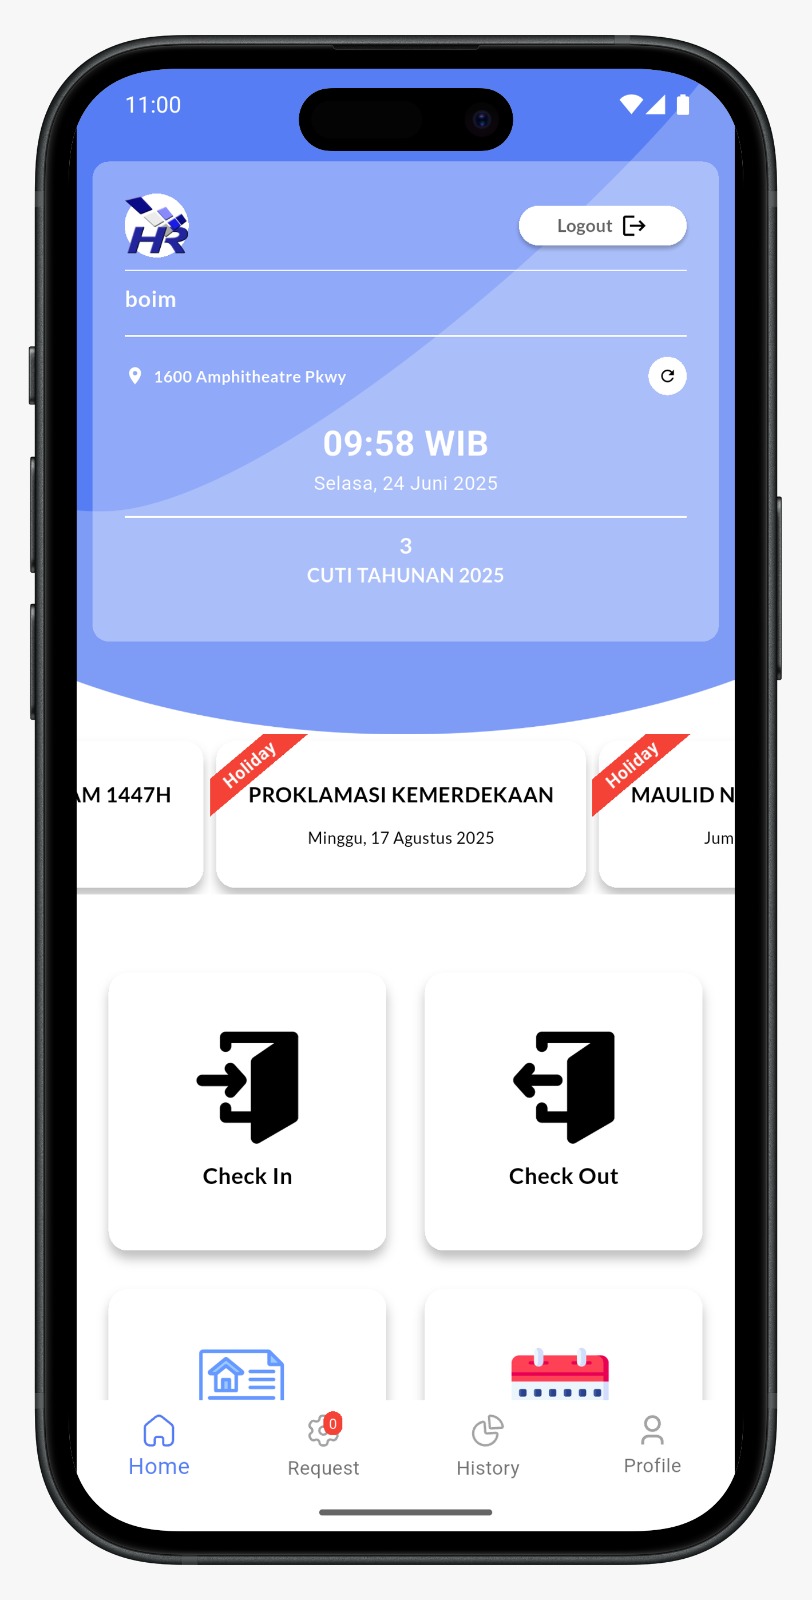 11:00
HR
Logout
boim
1600 Amphitheatre Pkwy
09:58 WIB
Selasa, 24 Juni 2025
3
CUTI TAHUNAN 2025
Holiday
Holiday
AM 1447H
PROKLAMASI KEMERDEKAAN
MAULID N
Minggu, 17 Agustus 2025
Jum
Check In
Check Out
0
Home
Request
History
Profile